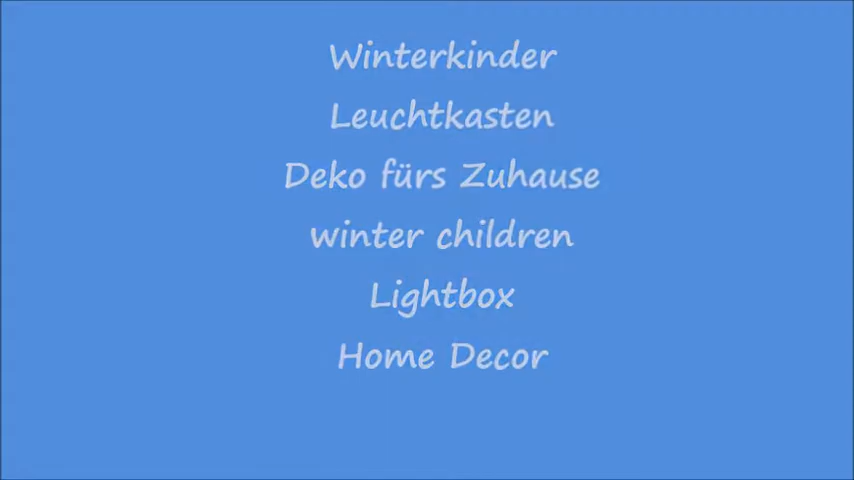 Winterkinder
Leuchtkasten
Deko fürs Zuhause
winter children
Lightbox
Home Decor